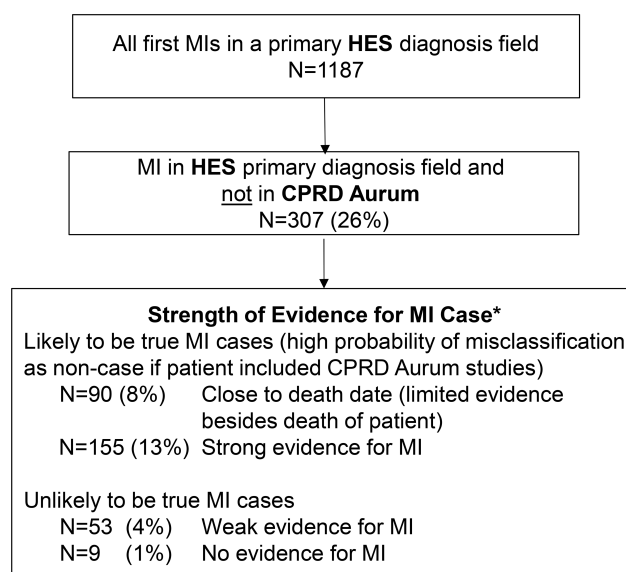 All first MIs in a primary HES diagnosis field
N=1187
MI in HES primary diagnosis field and
not in CPRD Aurum
N=307 (26%)
Strength of Evidence for MI Case*
Likely to be true MI cases (high probability of misclassification
as non-case if patient included CPRD Aurum studies)
N=90 (8%) Close to death date (limited evidence
besides death of patient)
N=155 (13%) Strong evidence for MI
Unlikely to be true MI cases
N=53 (4%) Weak evidence for MI
N=9 (1%) No evidence for MI